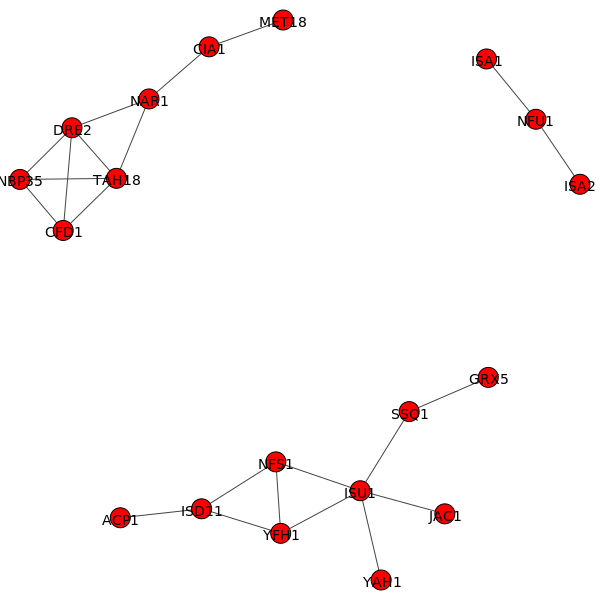 MET18
CIA1
ISA1
NAR1
NFU1
DRE2
NBP35
TAH18
ISA2
CFD1
GRX5
SSQ1
NFS1
ISU1
ISD11
JAC1
ACP1
YFH1
YAH1